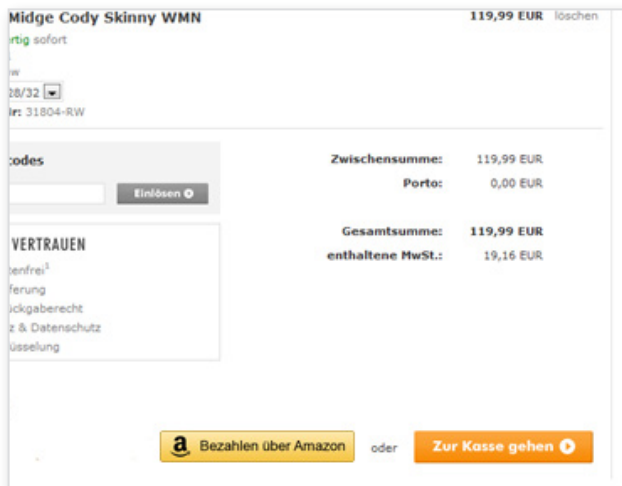 Midge Cody Skinny WMN 119,99 EUR löschen
rtig sofort
28/32
Nr: 31804-RW
codes
Einlösen
Zwischensumme: 119,99 EUR
Porto: 0,00 EUR
Gesamtsumme: 119,99 EUR
enthaltene MwSt.: 19,16 EUR
VERTRAUEN
tenfrei¹
ferung
ückgaberecht
z & Datenschutz
üsselung
a Bezahlen über Amazon oder Zur Kasse gehen